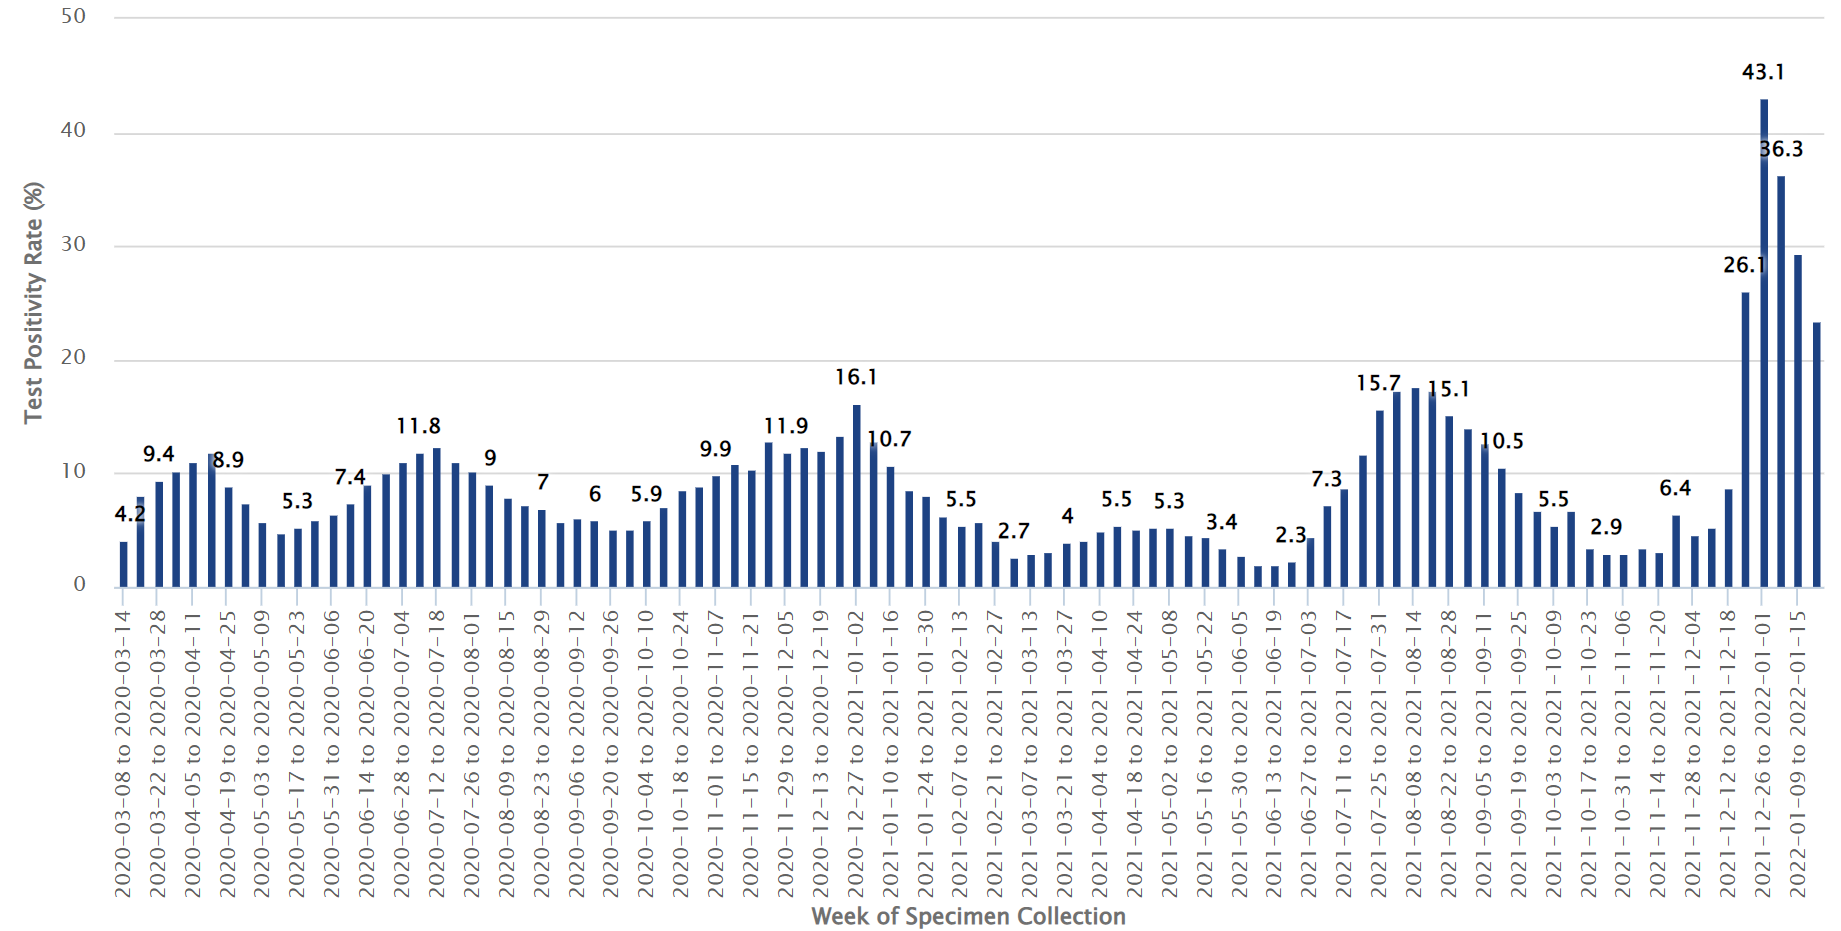 Test Positivity Rate (%)
50
40
30
20
10
0
4.2
9.4
8.9
5.3
7.4
11.8
9
7
6
5.9
9.9
11.9
16.1
10.7
5.5
2.7
4
5.5
5.3
3.4
2.3
7.3
15.7
15.1
10.5
5.5
2.9
6.4
26.1
43.1
36.3
2020-03-08 to 2020-03-14
2020-03-22 to 2020-03-28
2020-04-05 to 2020-04-11
2020-04-19 to 2020-04-25
2020-05-03 to 2020-05-09
2020-05-17 to 2020-05-23
2020-05-31 to 2020-06-06
2020-06-14 to 2020-06-20
2020-06-28 to 2020-07-04
2020-07-12 to 2020-07-18
2020-07-26 to 2020-08-01
2020-08-09 to 2020-08-15
2020-08-23 to 2020-08-29
2020-09-06 to 2020-09-12
2020-09-20 to 2020-09-26
2020-10-04 to 2020-10-10
2020-10-18 to 2020-10-24
2020-11-01 to 2020-11-07
2020-11-15 to 2020-11-21
2020-11-29 to 2020-12-05
2020-12-13 to 2020-12-19
2020-12-27 to 2021-01-02
2021-01-10 to 2021-01-16
2021-01-24 to 2021-01-30
2021-02-07 to 2021-02-13
2021-02-21 to 2021-02-27
2021-03-07 to 2021-03-13
2021-03-21 to 2021-03-27
2021-04-04 to 2021-04-10
2021-04-18 to 2021-04-24
2021-05-02 to 2021-05-08
2021-05-16 to 2021-05-22
2021-05-30 to 2021-06-05
2021-06-13 to 2021-06-19
2021-06-27 to 2021-07-03
2021-07-11 to 2021-07-17
2021-07-25 to 2021-07-31
2021-08-08 to 2021-08-14
2021-08-22 to 2021-08-28
2021-09-05 to 2021-09-11
2021-09-19 to 2021-09-25
2021-10-03 to 2021-10-09
2021-10-17 to 2021-10-23
2021-10-31 to 2021-11-06
2021-11-14 to 2021-11-20
2021-11-28 to 2021-12-04
2021-12-12 to 2021-12-18
2021-12-26 to 2022-01-01
2022-01-09 to 2022-01-15
Week of Specimen Collection